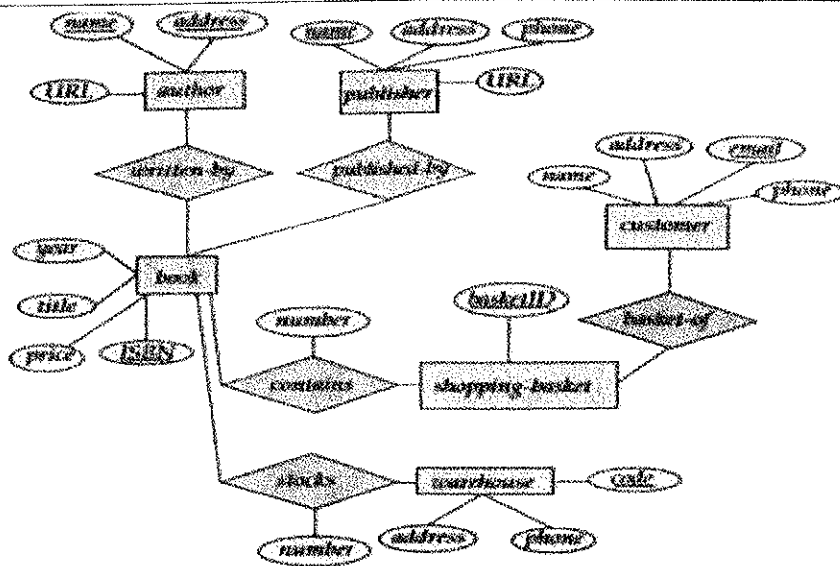 name address name address phone
URL author publisher URL
written-by published-by
address email
name phone
customer
year
book
title
basketID
number
basket-of
price ISBN
contains shopping-basket
stocks warehouse code
number address phone